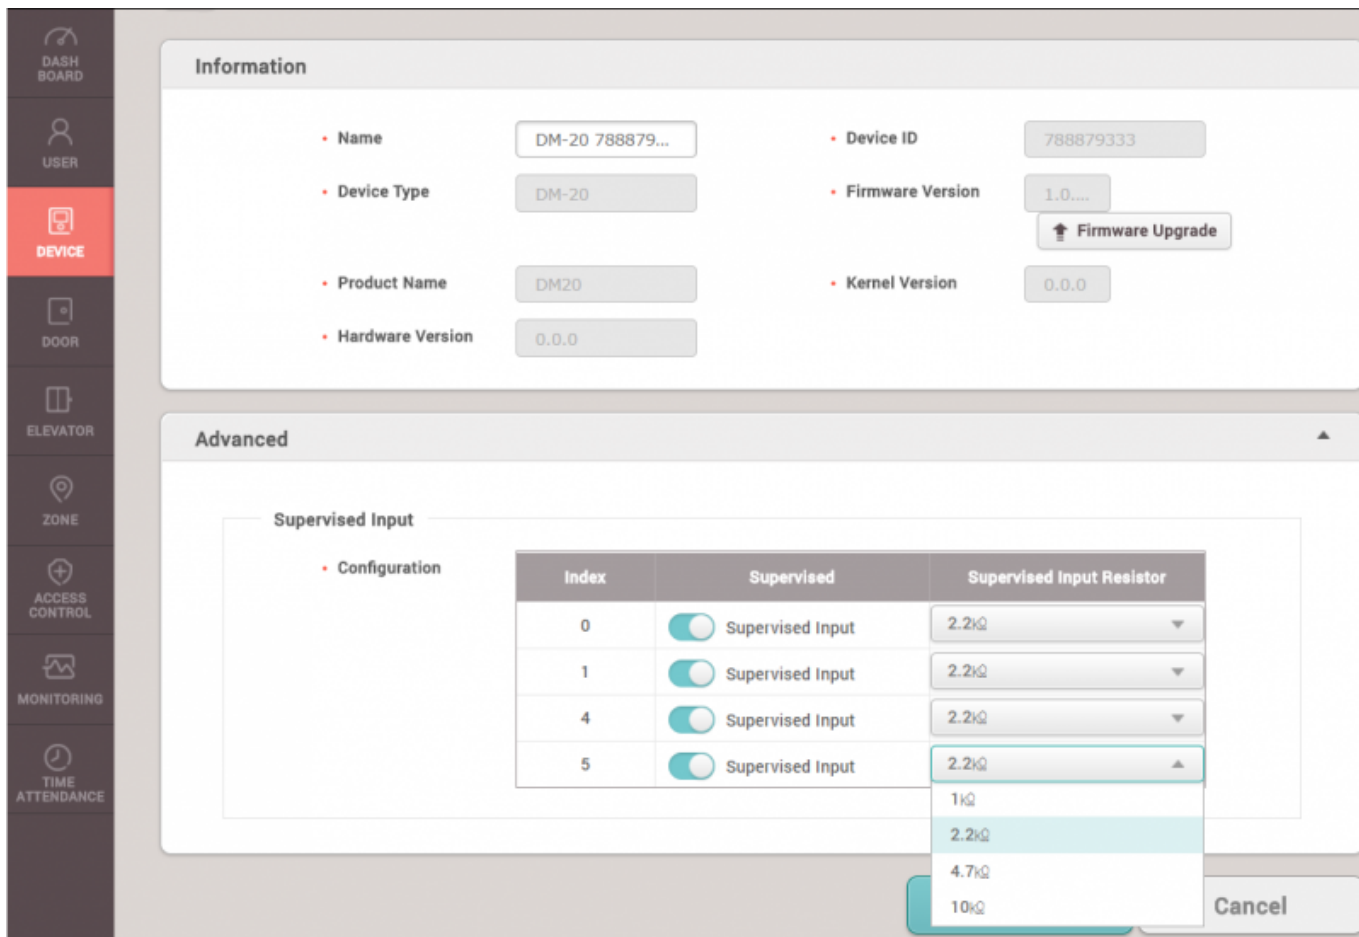 DASH
BOARD
USER
DEVICE
DOOR
ELEVATOR
ZONE
ACCESS
CONTROL
MONITORING
TIME
ATTENDANCE
Information
• Name DM-20 788879... • Device ID 788879333
• Device Type DM-20 • Firmware Version 1.0....
Firmware Upgrade
• Product Name DM20 • Kernel Version 0.0.0
• Hardware Version 0.0.0
Advanced
Supervised Input
• Configuration
Index Supervised Supervised Input Resistor
0 Supervised Input 2.2kΩ
1 Supervised Input 2.2kΩ
4 Supervised Input 2.2kΩ
5 Supervised Input 2.2kΩ
1kΩ
2.2kΩ
4.7kΩ
10kΩ
Cancel